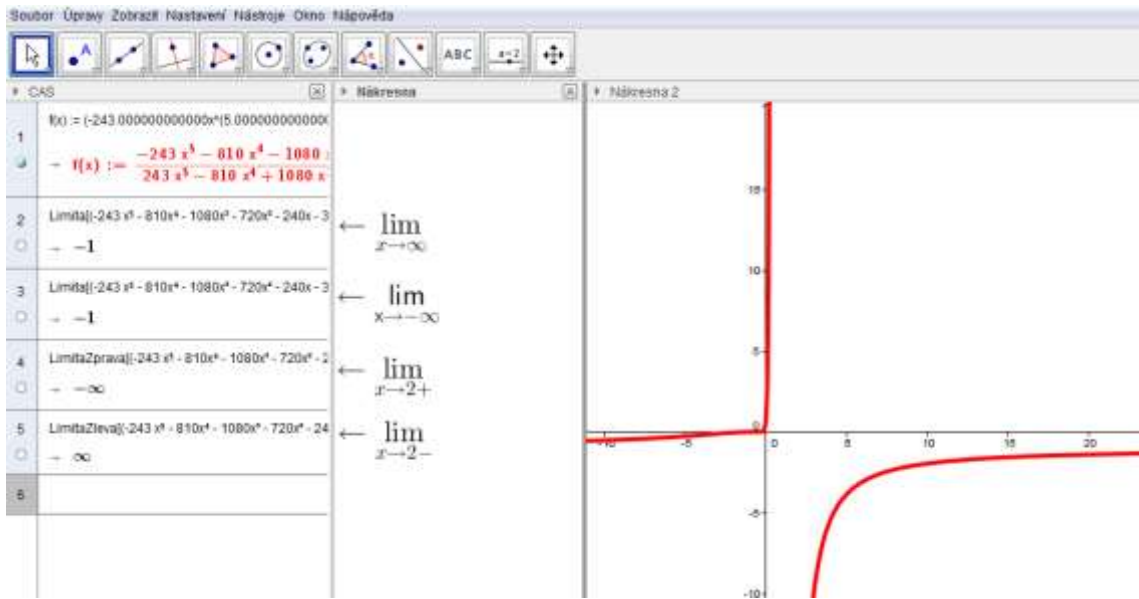 Soubor Úpravy Zobrazit Nastavení Nástroje Okno Nápověda
ABC
a=2
CAS
Nákresna
Nákresna 2
1
f(x) := (-243.000000000000x^(5.000000000000
→ f(x) := (-243 x⁵ - 810 x⁴ - 1080 / 243 x⁵ - 810 x⁴ + 1080 x
2
Limita[(-243 x⁵ - 810x⁴ - 1080x³ - 720x² - 240x - 3
→ -1
← lim x→∞
3
Limita[(-243 x⁵ - 810x⁴ - 1080x³ - 720x² - 240x - 3
→ -1
← lim x→-∞
4
LimitaZprava[(-243 x⁵ - 810x⁴ - 1080x³ - 720x² - 2
→ -∞
← lim x→2+
5
LimitaZleva[(-243 x⁵ - 810x⁴ - 1080x³ - 720x² - 24
→ ∞
← lim x→2-
6
15
10
5
0
-10 -5 0 5 10 15 20
-5
-10